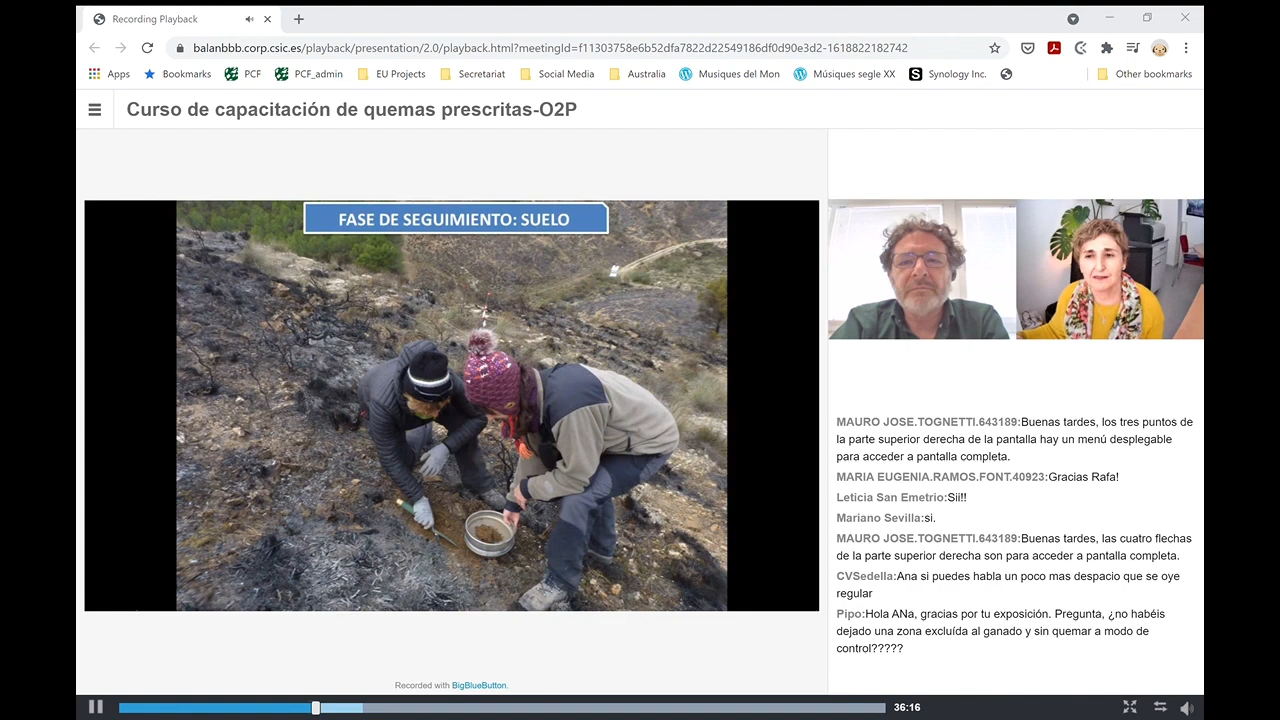 Recording Playback
balanbbb.corp.csic.es/playback/presentation/2.0/playback.html?meetingId=f11303758e6b52dfa7822d22549186df0d90e3d2-1618822182742
Apps Bookmarks PCF PCF_admin EU Projects Secretariat Social Media Australia Musiques del Mon Músiques segle XX Synology Inc. Other bookmarks
Curso de capacitación de quemas prescritas-O2P
FASE DE SEGUIMIENTO: SUELO
MAURO JOSE.TOGNETTI.643189:Buenas tardes, los tres puntos de
la parte superior derecha de la pantalla hay un menú desplegable
para acceder a pantalla completa.
MARIA EUGENIA.RAMOS.FONT.40923:Gracias Rafa!
Leticia San Emetrio:Sii!!
Mariano Sevilla:si.
MAURO JOSE.TOGNETTI.643189:Buenas tardes, las cuatro flechas
de la parte superior derecha son para acceder a pantalla completa.
CVSedella:Ana si puedes habla un poco mas despacio que se oye
regular
Pipo:Hola ANa, gracias por tu exposición. Pregunta, ¿no habéis
dejado una zona excluída al ganado y sin quemar a modo de
control?????
Recorded with BigBlueButton.
36:16